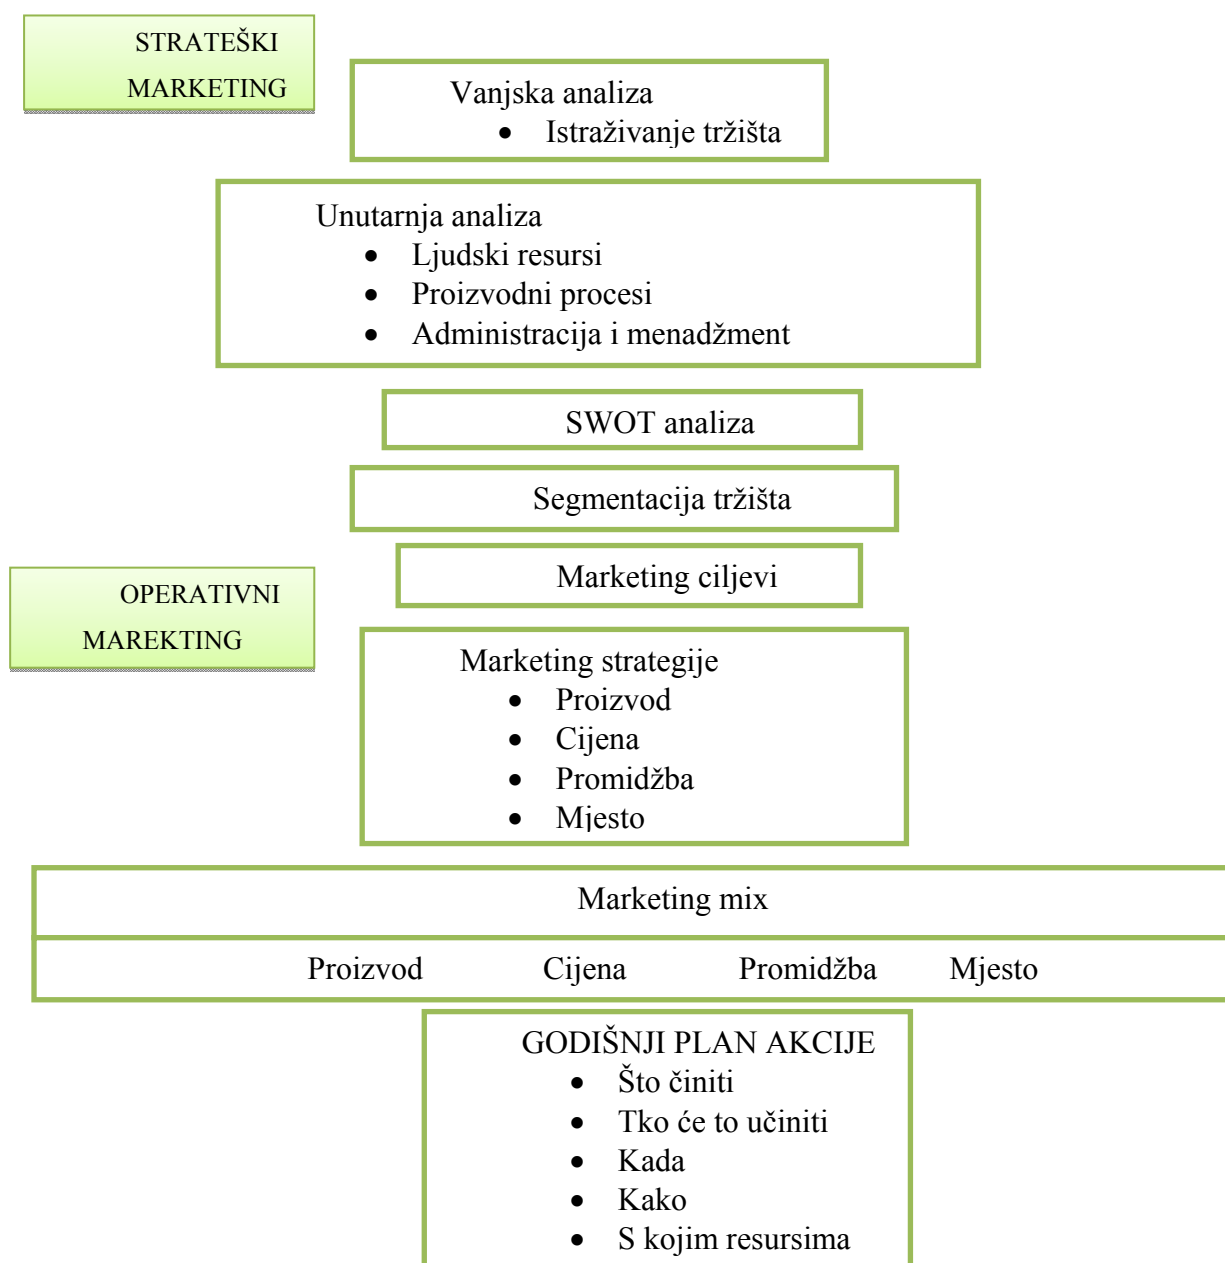 STRATEŠKI
MARKETING
Vanjska analiza
• Istraživanje tržišta
Unutarnja analiza
• Ljudski resursi
• Proizvodni procesi
• Administracija i menadžment
SWOT analiza
Segmentacija tržišta
Marketing ciljevi
OPERATIVNI
MAREKTING
Marketing strategije
• Proizvod
• Cijena
• Promidžba
• Mjesto
Marketing mix
Proizvod Cijena Promidžba Mjesto
GODIŠNJI PLAN AKCIJE
• Što činiti
• Tko će to učiniti
• Kada
• Kako
• S kojim resursima